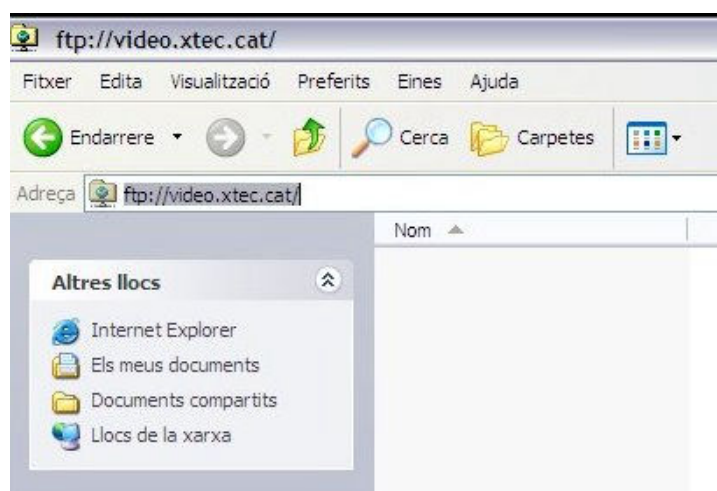 ftp://video.xtec.cat/
Fitxer Edita Visualització Preferits Eines Ajuda
Endarrere Cerca Carpetes
Adreça ftp://video.xtec.cat/
Nom
Altres llocs
Internet Explorer
Els meus documents
Documents compartits
Llocs de la xarxa